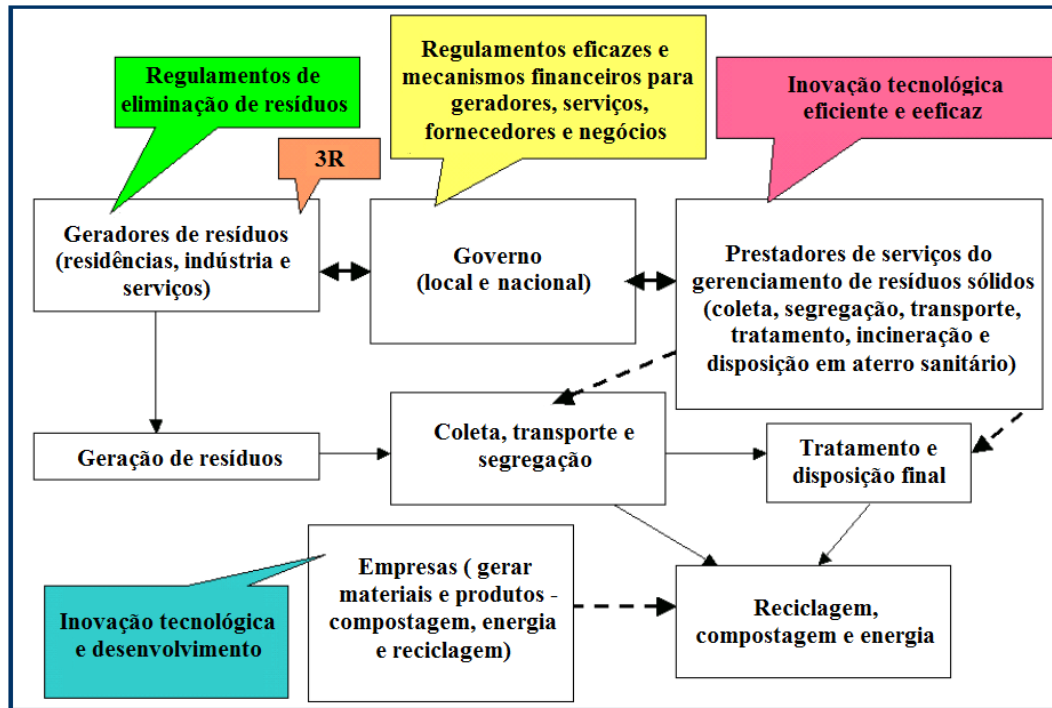 Regulamentos de
eliminação de resíduos
Regulamentos eficazes e
mecanismos financeiros para
geradores, serviços,
fornecedores e negócios
Inovação tecnológica
eficiente e eeficaz
3R
Geradores de resíduos
(residências, indústria e
serviços)
Governo
(local e nacional)
Prestadores de serviços do
gerenciamento de resíduos sólidos
(coleta, segregação, transporte,
tratamento, incineração e
disposição em aterro sanitário)
Geração de resíduos
Coleta, transporte e
segregação
Tratamento e
disposição final
Inovação tecnológica
e desenvolvimento
Empresas ( gerar
materiais e produtos -
compostagem, energia
e reciclagem)
Reciclagem,
compostagem e energia